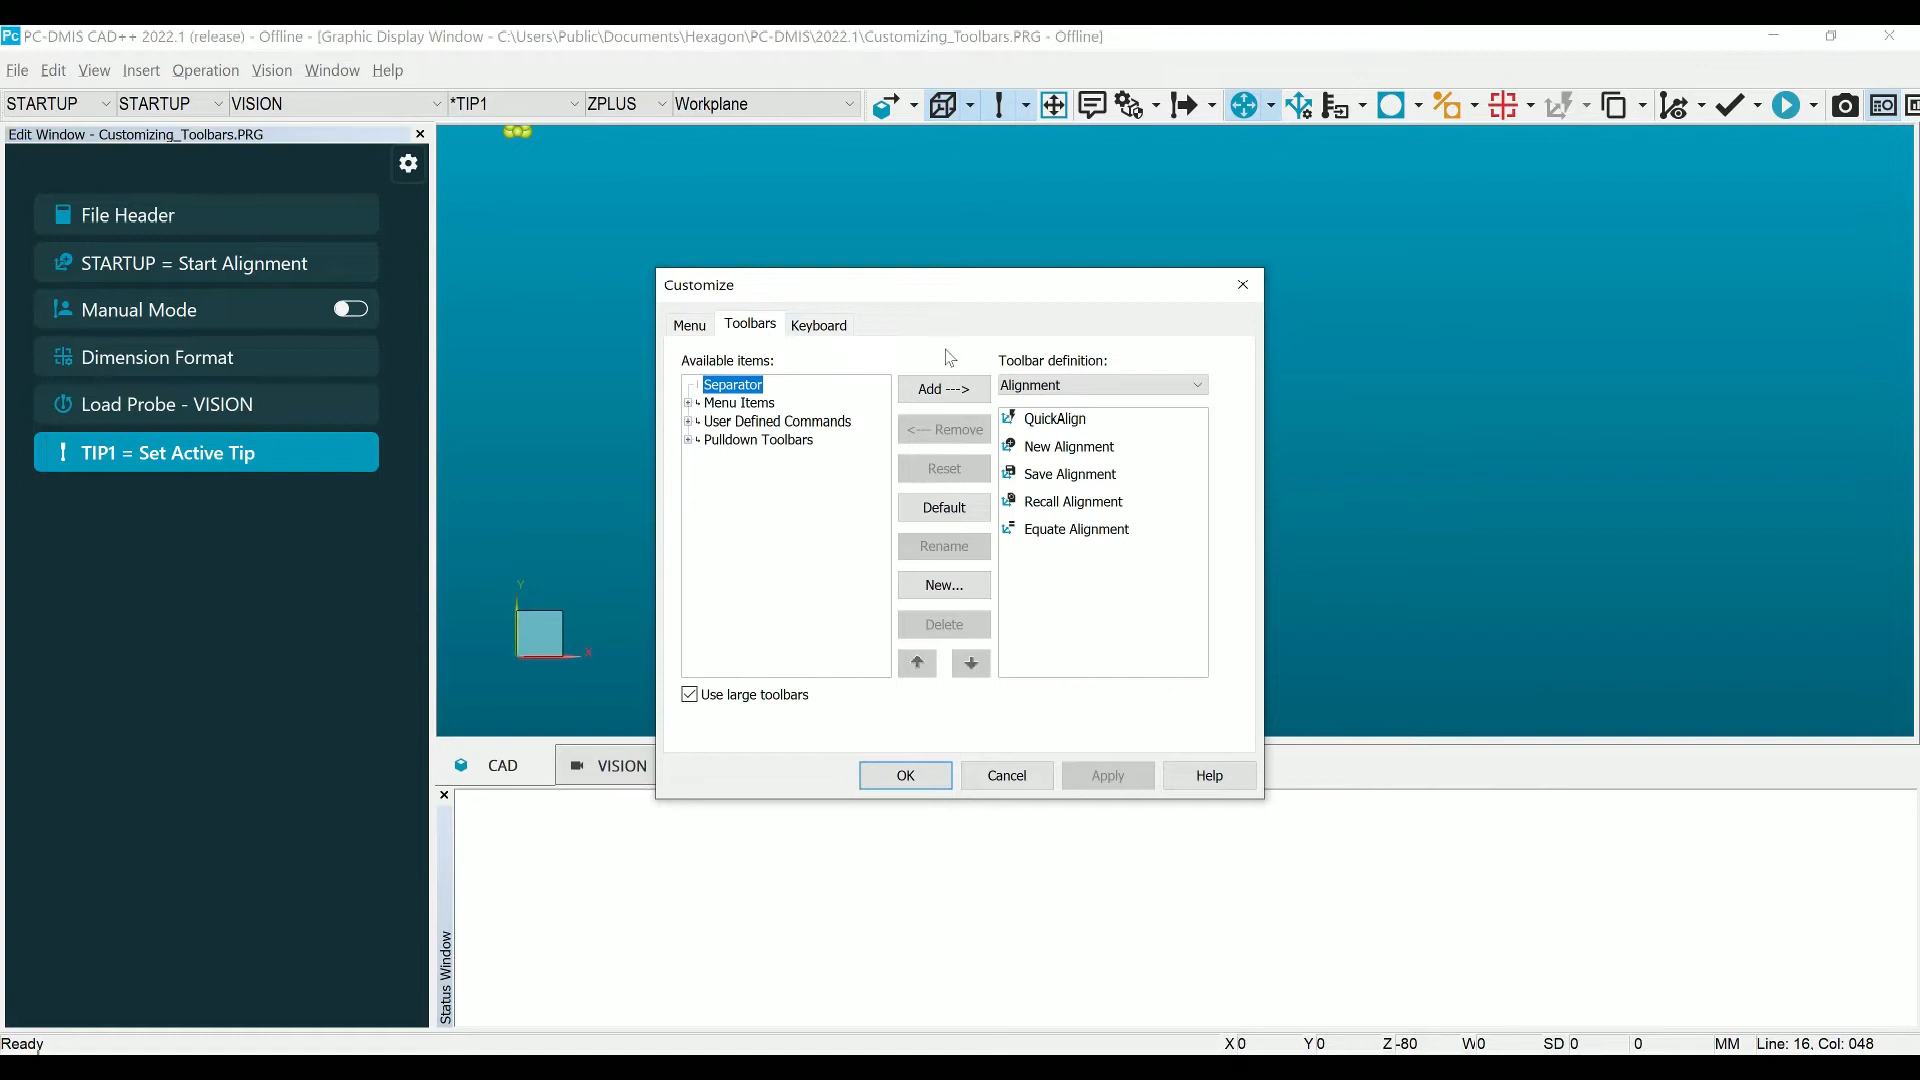 Pc PC-DMIS CAD++ 2022.1 (release) - Offline - [Graphic Display Window - C:\Users\Public\Documents\Hexagon\PC-DMIS\2022.1\Customizing_Toolbars.PRG - Offline]
File Edit View Insert Operation Vision Window Help
STARTUP STARTUP VISION *TIP1 ZPLUS Workplane
Edit Window - Customizing_Toolbars.PRG
File Header
STARTUP = Start Alignment
Manual Mode
Dimension Format
Load Probe - VISION
TIP1 = Set Active Tip
Customize
Menu Toolbars Keyboard
Available items:
Separator
Menu Items
User Defined Commands
Pulldown Toolbars
Add --->
<--- Remove
Reset
Default
Rename
New...
Delete
Toolbar definition:
Alignment
QuickAlign
New Alignment
Save Alignment
Recall Alignment
Equate Alignment
Use large toolbars
OK Cancel Apply Help
Y
X
CAD VISION
Status Window
Ready X 0 Y 0 Z -80 W 0 SD 0 0 MM Line: 16, Col: 048